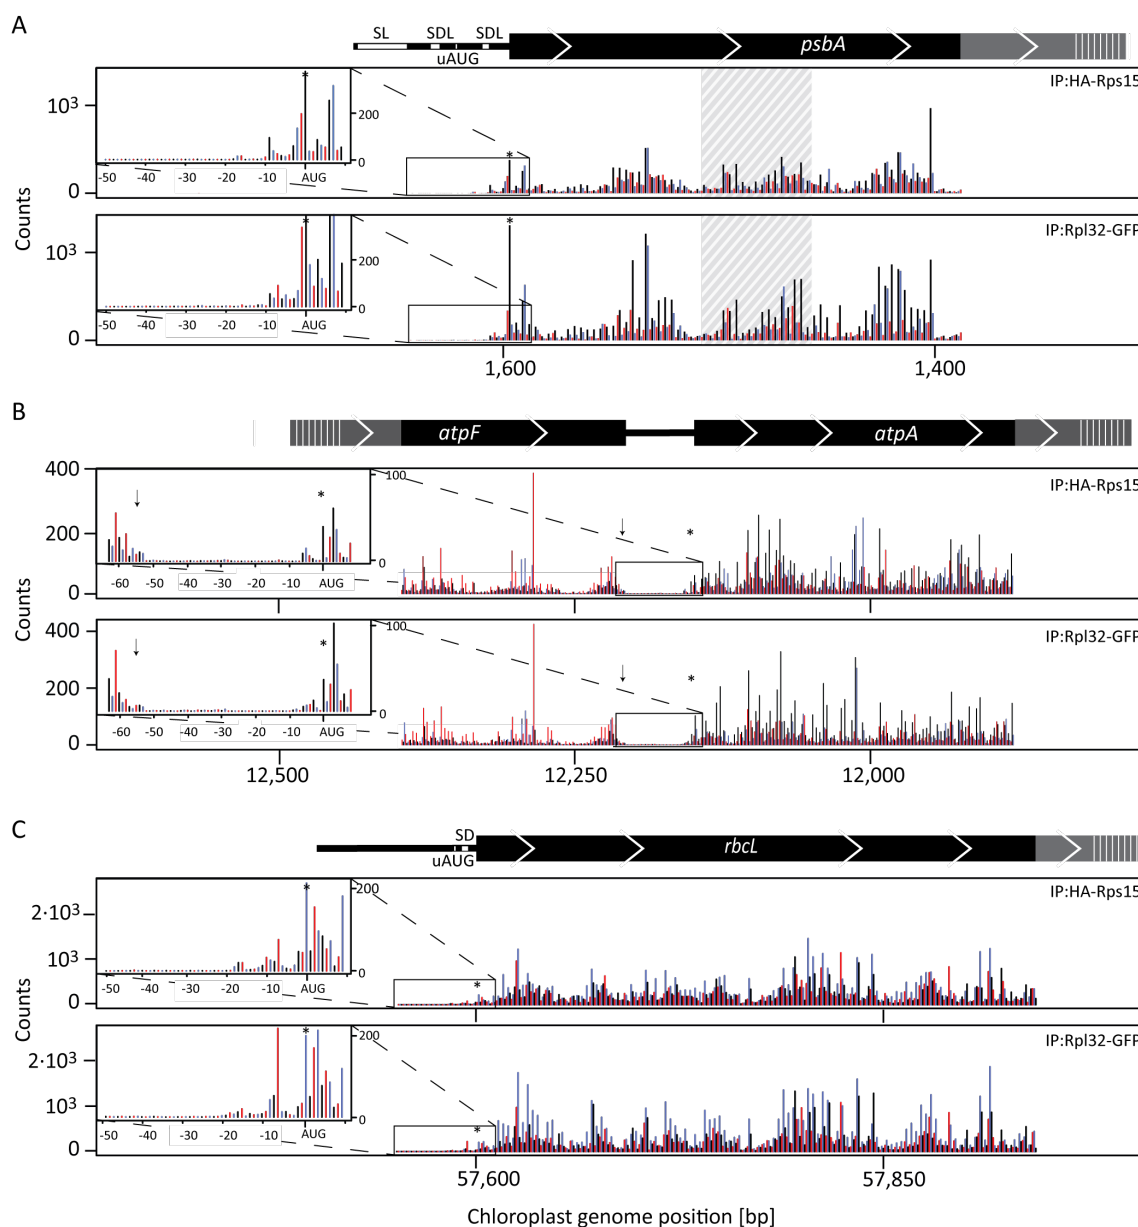 A
SL SDL SDL
uAUG
psbA
IP:HA-Rps15
10³
0
*
200
0
-50 -40 -30 -20 -10 AUG
*
IP:Rpl32-GFP
10³
0
*
200
0
-50 -40 -30 -20 -10 AUG
*
Counts
1,600 1,400
B
atpF atpA
IP:HA-Rps15
400
200
0
*
100
0
-60 -50 -40 -30 -20 -10 AUG
*
IP:Rpl32-GFP
400
200
0
*
100
0
-60 -50 -40 -30 -20 -10 AUG
*
Counts
12,500 12,250 12,000
C
SD
uAUG
rbcL
IP:HA-Rps15
2·10³
10³
0
*
200
0
-50 -40 -30 -20 -10 AUG
*
IP:Rpl32-GFP
2·10³
10³
0
*
200
0
-50 -40 -30 -20 -10 AUG
*
Counts
57,600 57,850
Chloroplast genome position [bp]